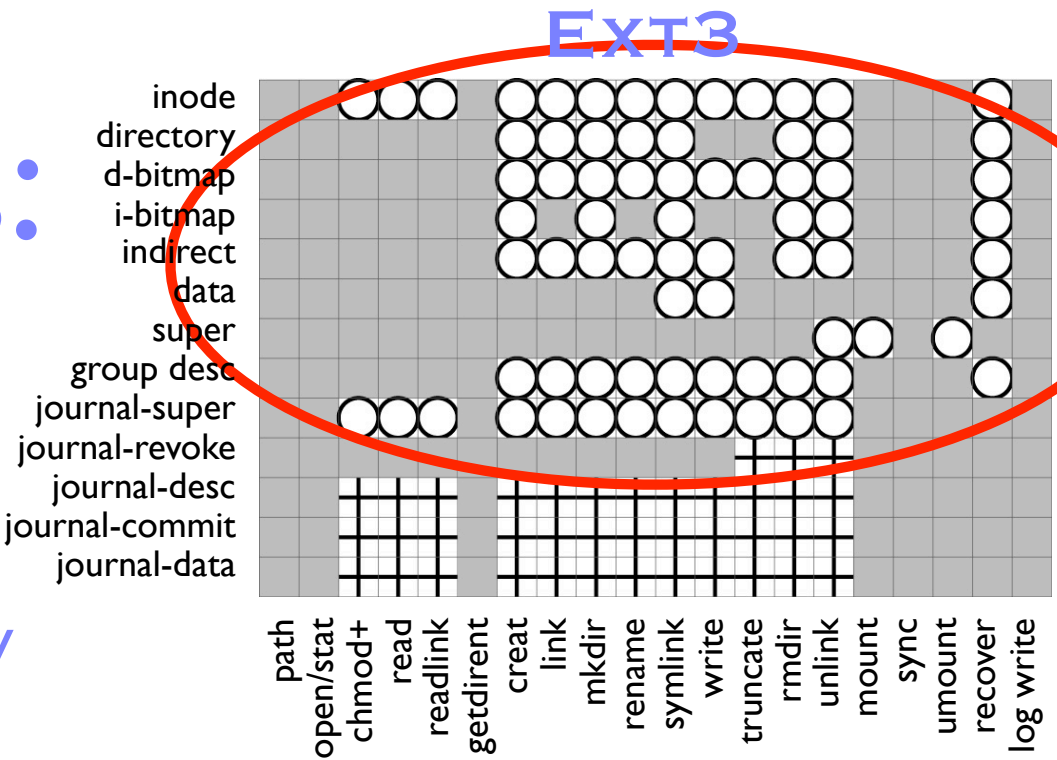 EXT3
inode
directory
d-bitmap
i-bitmap
indirect
data
super
group desc
journal-super
journal-revoke
journal-desc
journal-commit
journal-data
path
open/stat
chmod+
read
readlink
getdirent
creat
link
mkdir
rename
symlink
write
truncate
rmdir
unlink
mount
sync
umount
recover
log write